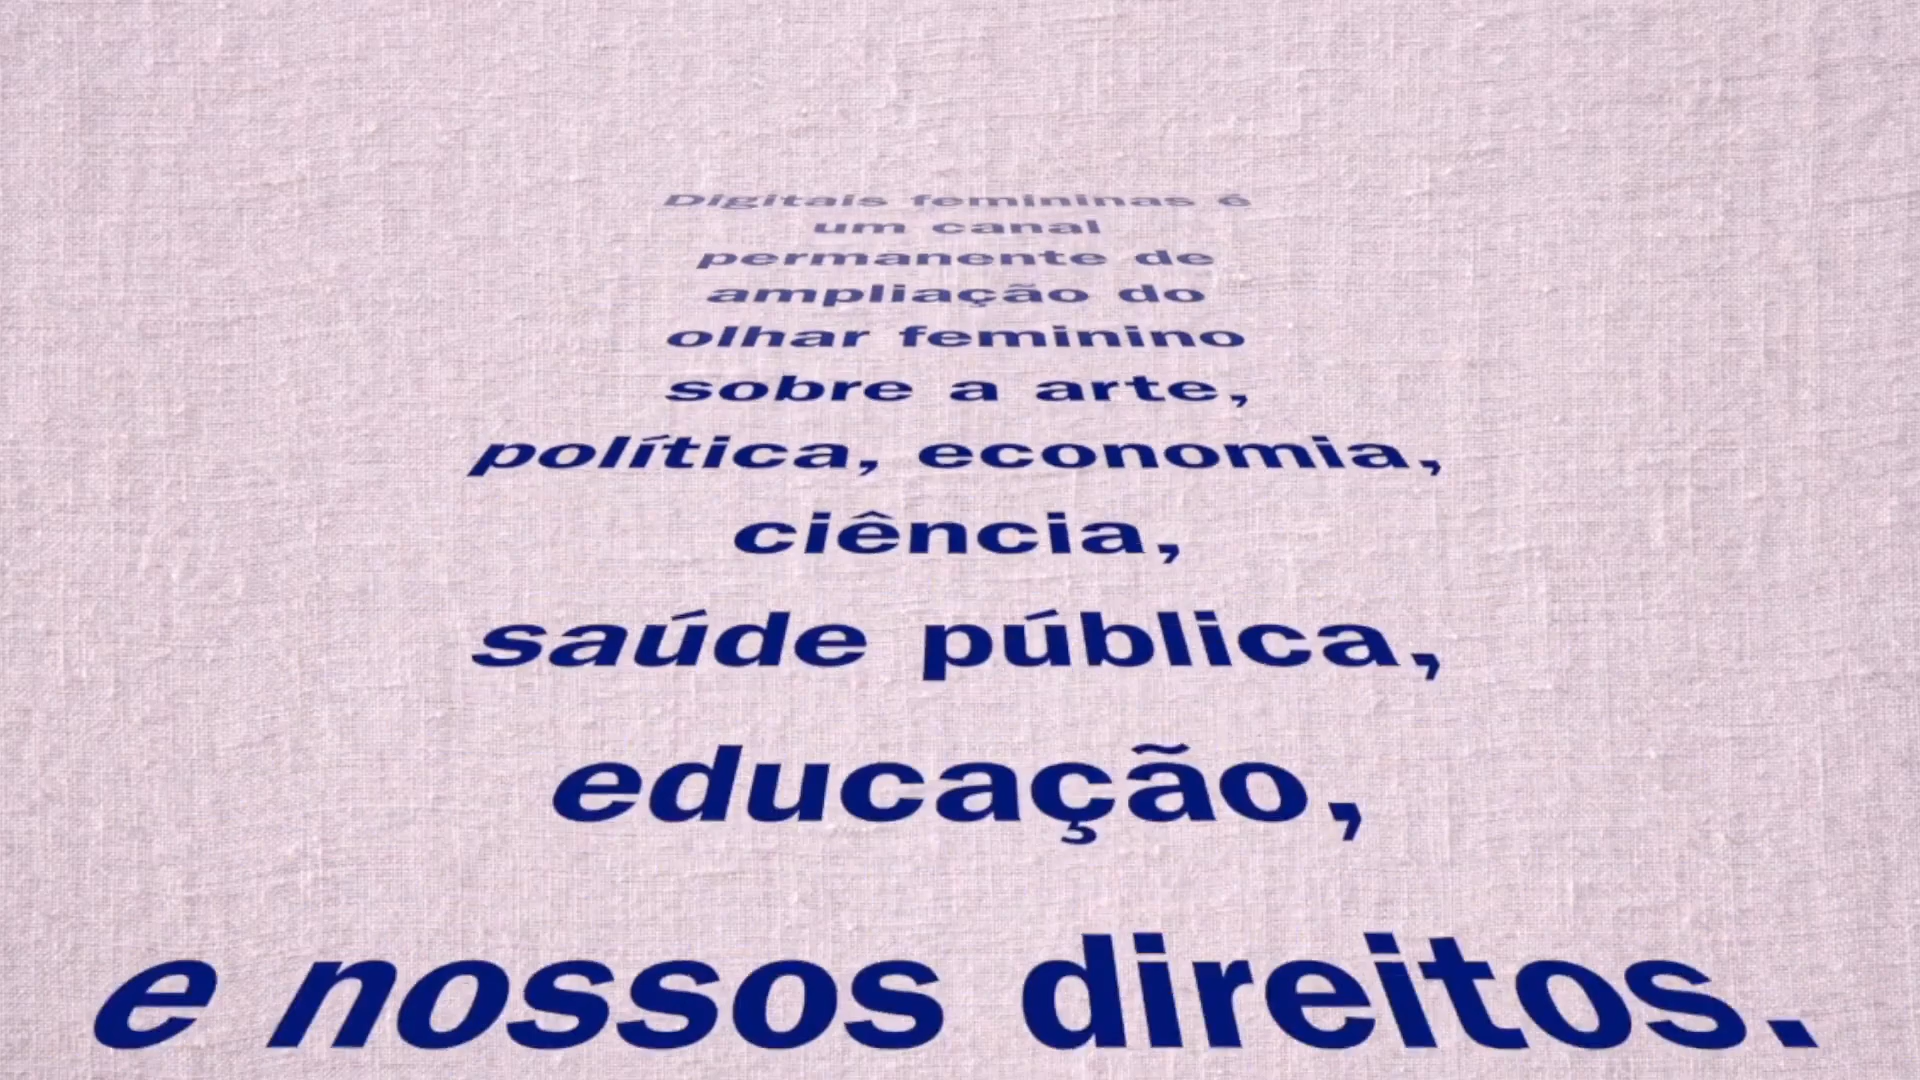 Digitais femininas é
um canal
permanente de
ampliação do
olhar feminino
sobre a arte,
política, economia,
ciência,
saúde pública,
educação,
e nossos direitos.